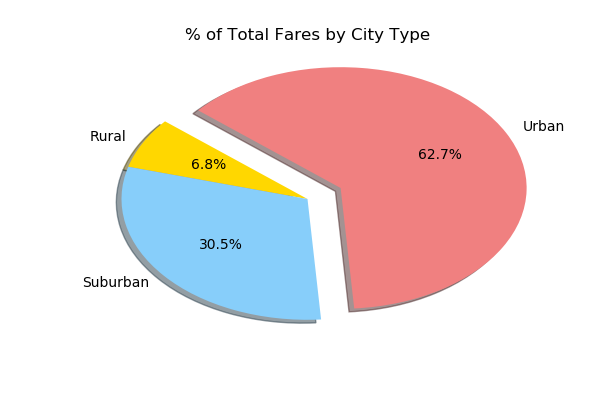 % of Total Fares by City Type
Urban
62.7%
Rural
6.8%
30.5%
Suburban